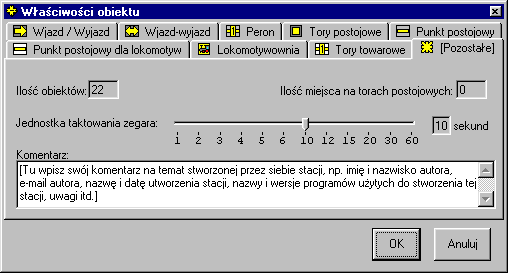 Właściwości obiektu
Wjazd / Wyjazd
Wjazd-wyjazd
Peron
Tory postojowe
Punkt postojowy
Punkt postojowy dla lokomotyw
Lokomotywownia
Tory towarowe
[Pozostałe]
Ilość obiektów: 22
Ilość miejsca na torach postojowych: 0
Jednostka taktowania zegara:
10 sekund
1 2 3 4 5 6 10 12 15 20 30 60
Komentarz:
[Tu wpisz swój komentarz na temat stworzonej przez siebie stacji, np. imię i nazwisko autora,
e-mail autora, nazwę i datę utworzenia stacji, nazwy i wersje programów użytych do stworzenia tej
stacji, uwagi itd.]
OK
Anuluj